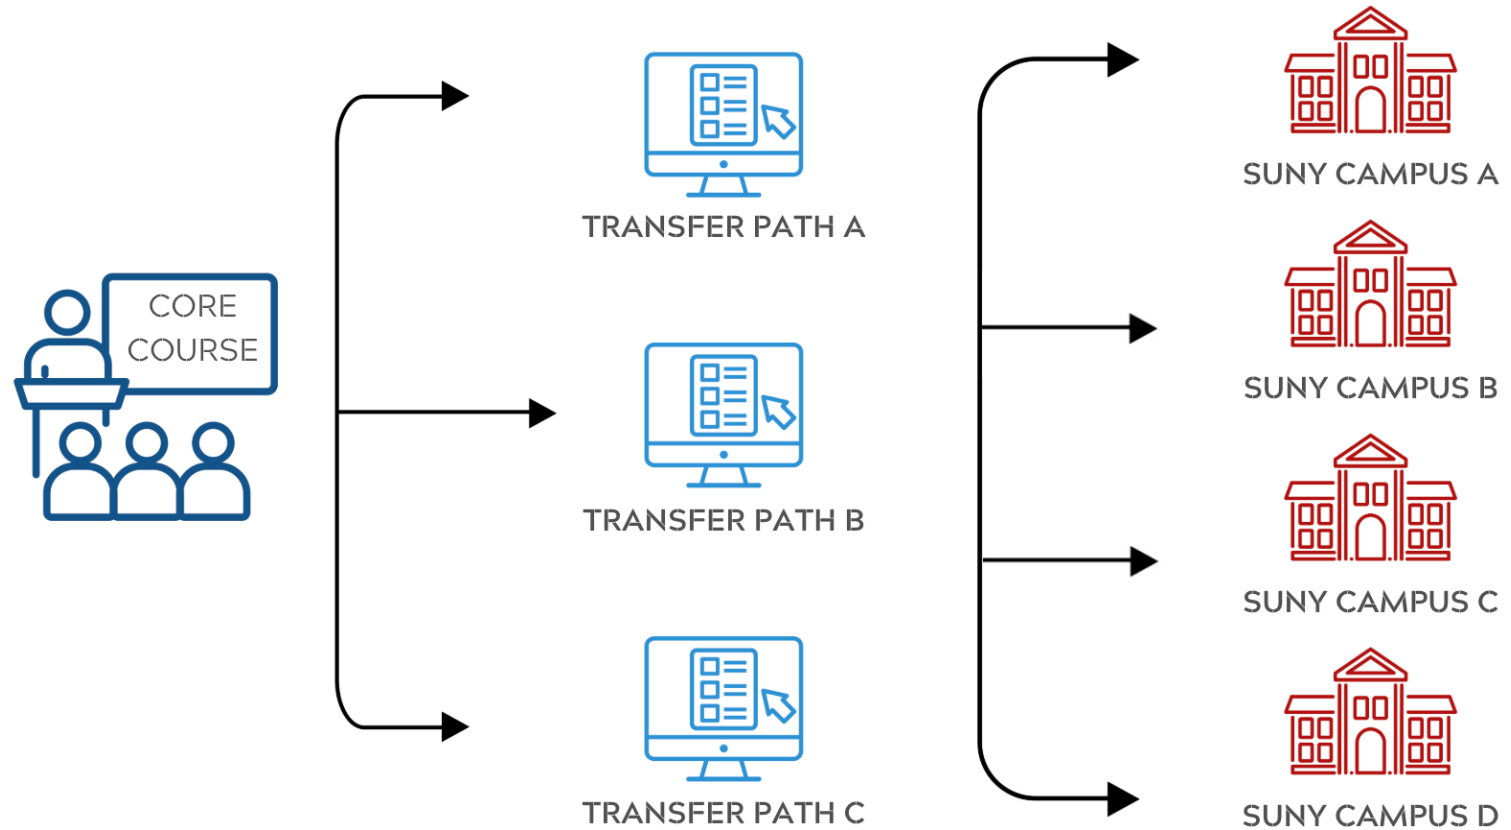 CORE
COURSE
TRANSFER PATH A
TRANSFER PATH B
TRANSFER PATH C
SUNY CAMPUS A
SUNY CAMPUS B
SUNY CAMPUS C
SUNY CAMPUS D